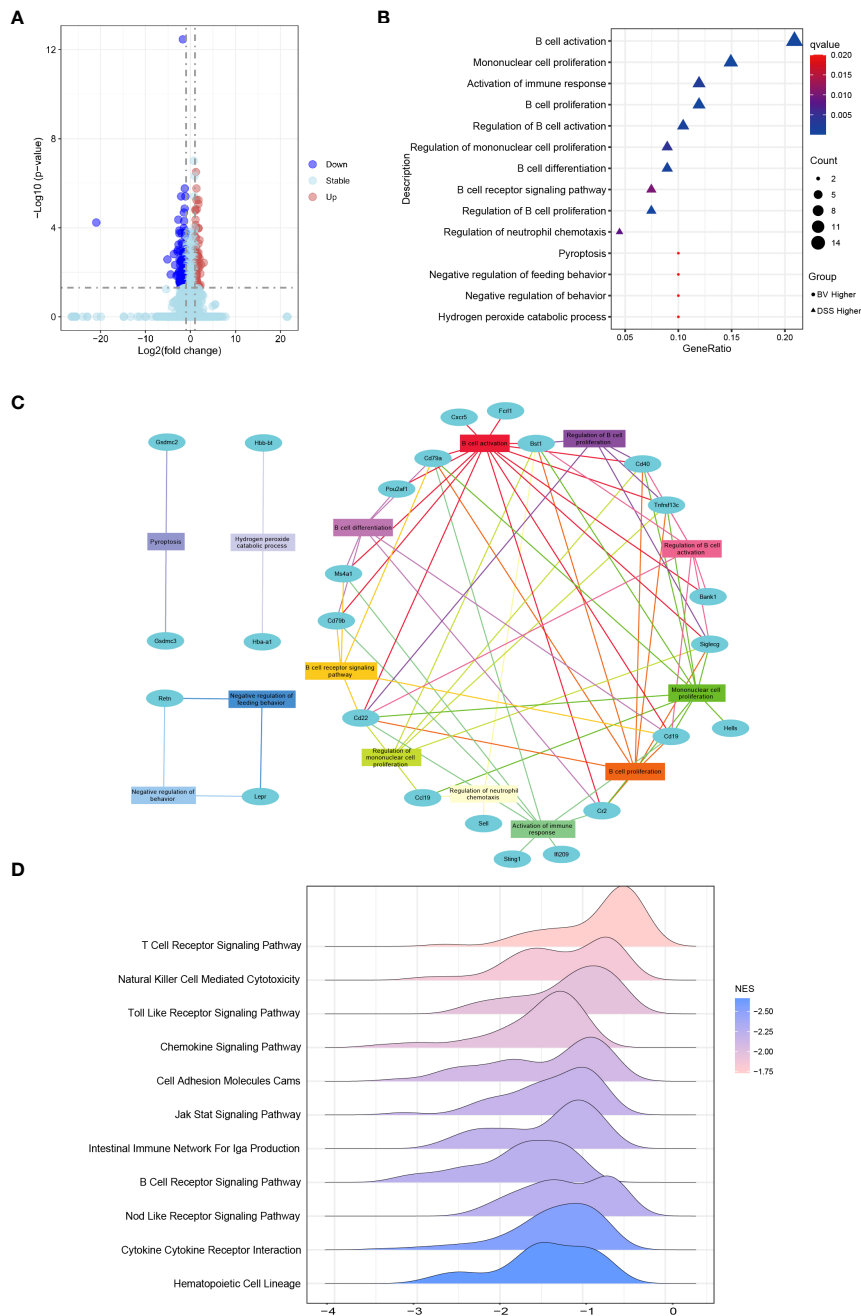 A
12
8
4
0
−Log10 (p−value)
−20
−10
0
10
20
Log2(fold change)
Down
Stable
Up
B
B cell activation
Mononuclear cell proliferation
Activation of immune response
B cell proliferation
Regulation of B cell activation
Regulation of mononuclear cell proliferation
B cell differentiation
B cell receptor signaling pathway
Regulation of B cell proliferation
Regulation of neutrophil chemotaxis
Pyroptosis
Negative regulation of feeding behavior
Negative regulation of behavior
Hydrogen peroxide catabolic process
Description
0.05
0.10
0.15
0.20
GeneRatio
qvalue
0.020
0.015
0.010
0.005
Count
2
5
8
11
14
Group
BV Higher
DSS Higher
C
Gsdmc2
Hbb-bt
Pyroptosis
Hydrogen peroxide
catabolic process
Gsdmc3
Hba-a1
Retn
Negative regulation of
feeding behavior
Negative regulation of
behavior
Lepr
Cxcr5
Fcrl1
B cell activation
Bst1
Regulation of B cell
proliferation
Cd79a
Cd40
Pou2af1
Tnfrsf13c
B cell differentiation
Regulation of B cell
activation
Ms4a1
Bank1
Cd79b
Siglecg
B cell receptor signaling
pathway
Mononuclear cell
proliferation
Cd22
Hells
Cd19
Regulation of
mononuclear cell
proliferation
B cell proliferation
Ccl19
Regulation of neutrophil
chemotaxis
Cr2
Sell
Activation of immune
response
Sting1
Ifi209
D
T Cell Receptor Signaling Pathway
Natural Killer Cell Mediated Cytotoxicity
Toll Like Receptor Signaling Pathway
Chemokine Signaling Pathway
Cell Adhesion Molecules Cams
Jak Stat Signaling Pathway
Intestinal Immune Network For Iga Production
B Cell Receptor Signaling Pathway
Nod Like Receptor Signaling Pathway
Cytokine Cytokine Receptor Interaction
Hematopoietic Cell Lineage
−4
−3
−2
−1
0
NES
−2.50
−2.25
−2.00
−1.75